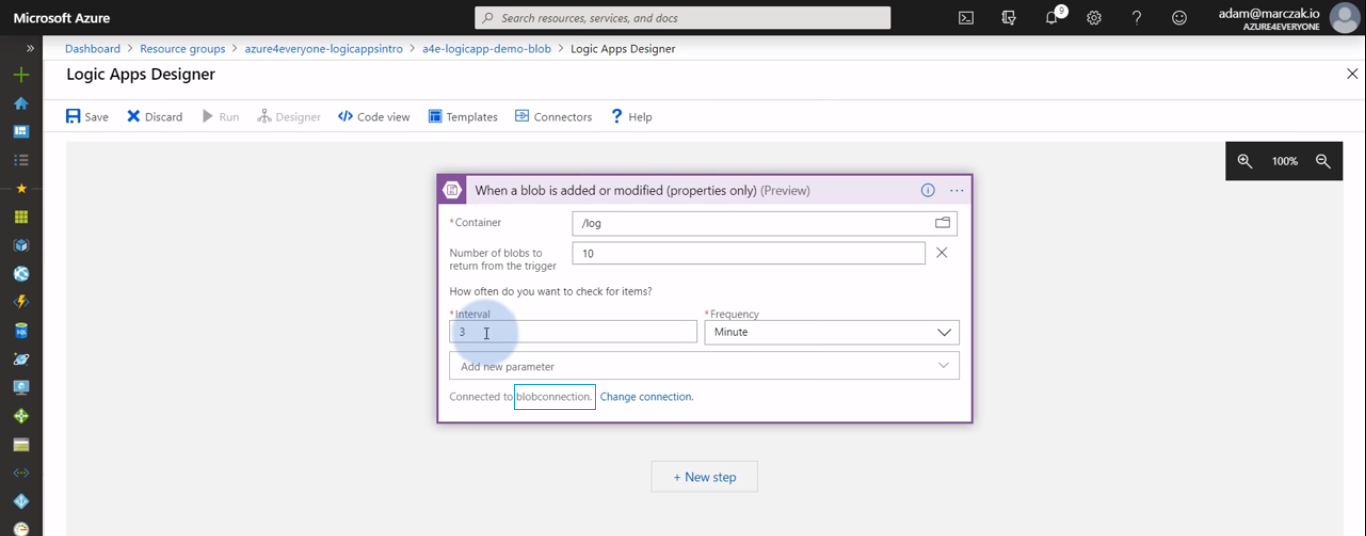 Microsoft Azure
Search resources, services, and docs
9
adam@marczak.io
AZURE4EVERYONE
Dashboard > Resource groups > azure4everyone-logicappsintro > a4e-logicapp-demo-blob > Logic Apps Designer
Logic Apps Designer
Save Discard Run Designer Code view Templates Connectors Help
100%
When a blob is added or modified (properties only) (Preview)
*Container /log
Number of blobs to return from the trigger 10
How often do you want to check for items?
*Interval *Frequency
3 Minute
Add new parameter
Connected to blobconnection. Change connection.
+ New step